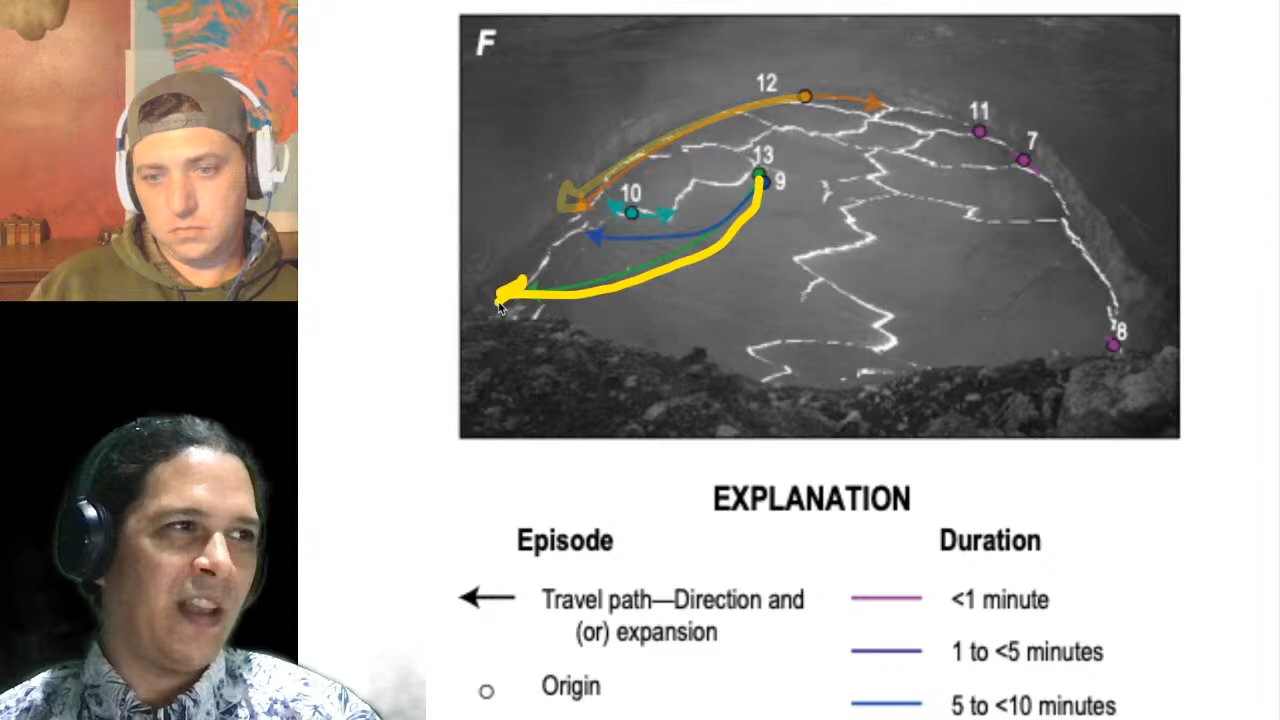 F
12
11
7
13
9
10
8
EXPLANATION
Episode Duration
Travel path—Direction and
(or) expansion
Origin
<1 minute
1 to <5 minutes
5 to <10 minutes